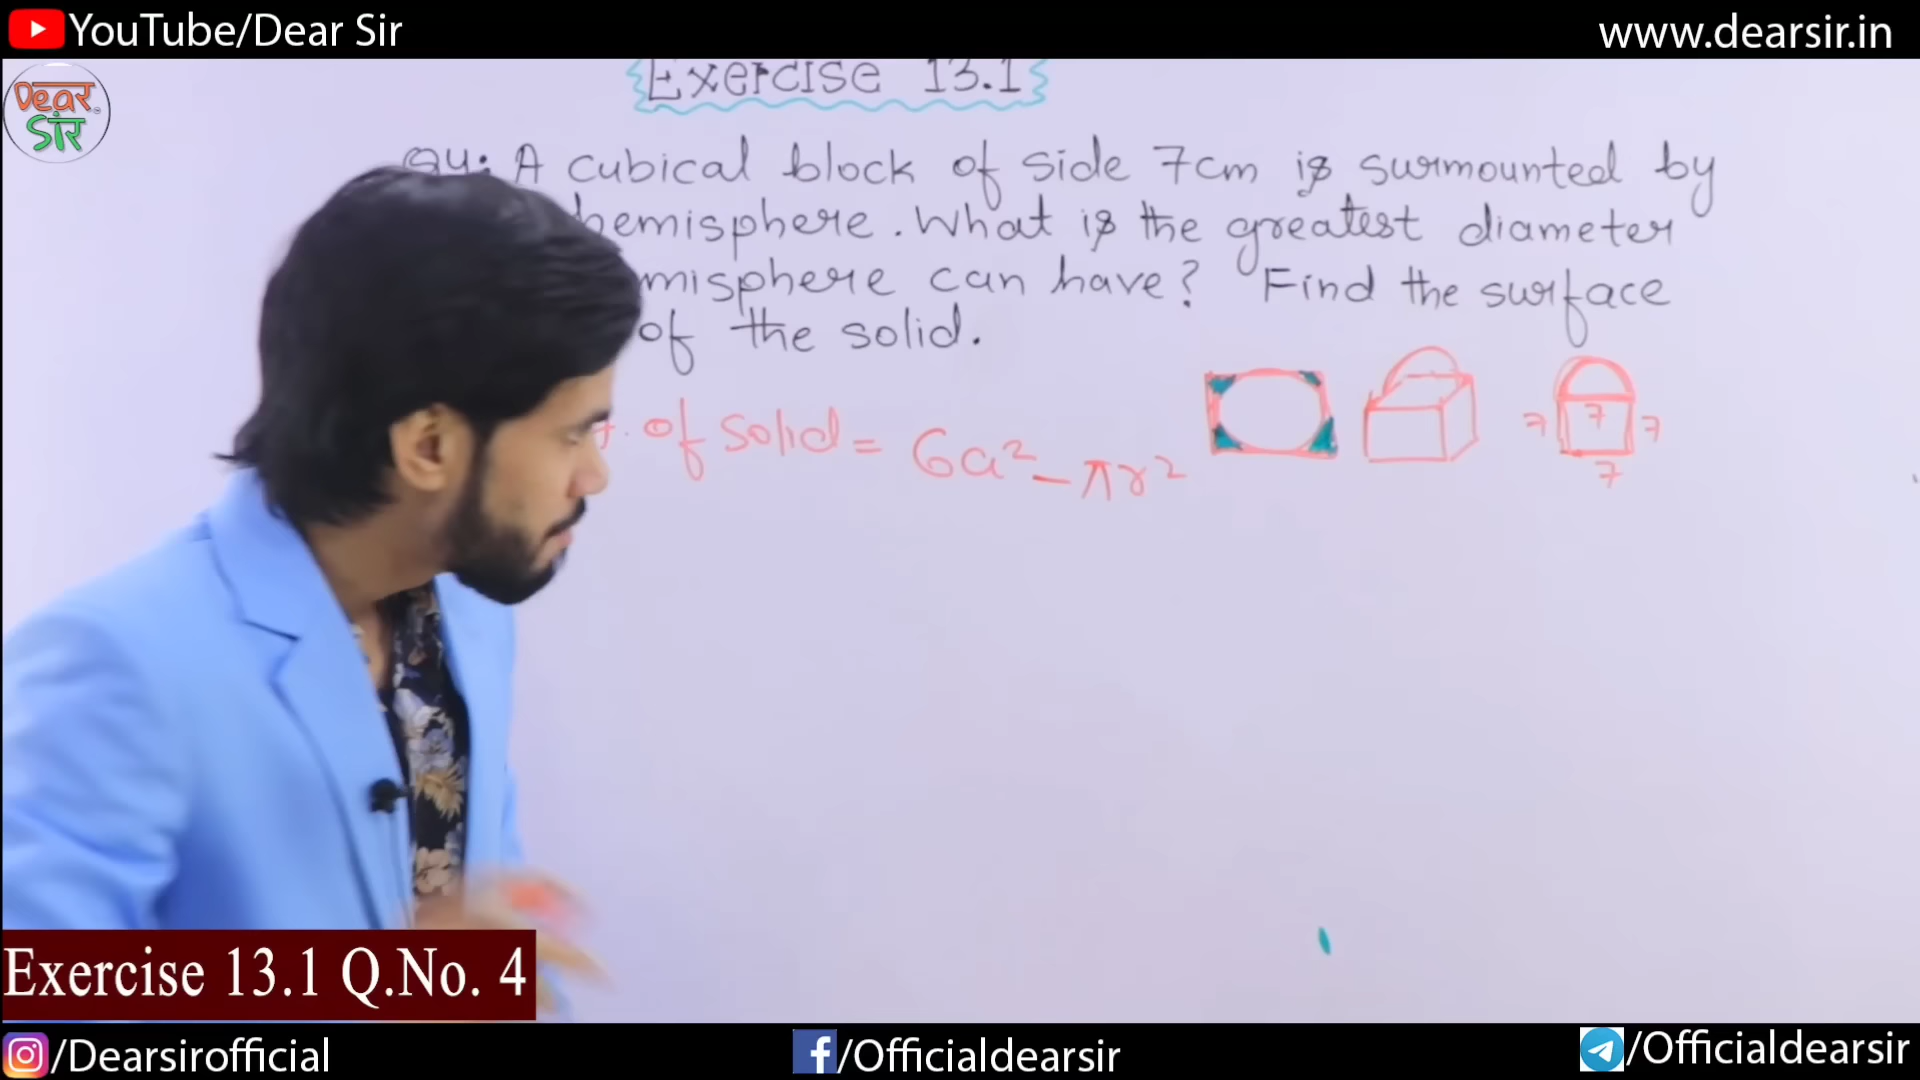 YouTube/Dear Sir
www.dearsir.in
Dear
सर
Exercise 13.1
Q4: A cubical block of side 7cm is surmounted by
hemisphere. What is the greatest diameter
misphere can have? Find the surface
of the solid.
of solid = 6a² - πr²
7 7 7
7
Exercise 13.1 Q.No. 4
/Dearsirofficial
/Officialdearsir
/Officialdearsir